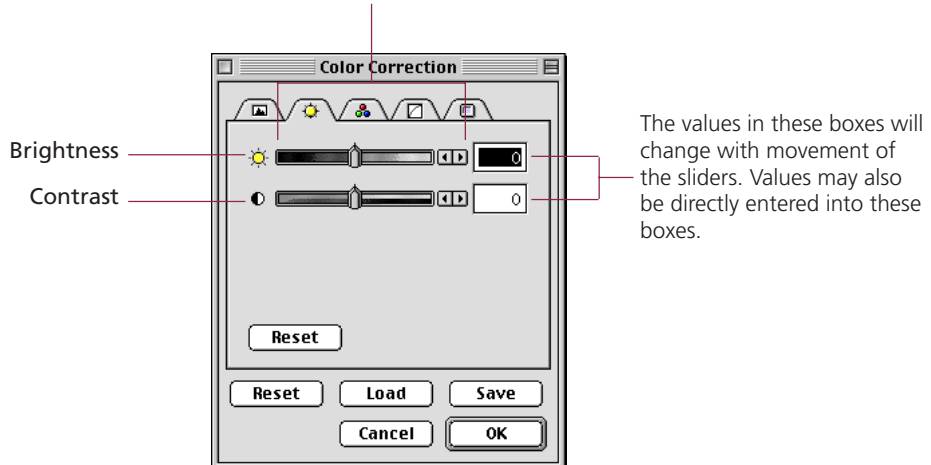 Color Correction
Brightness
0
Contrast
0
The values in these boxes will
change with movement of
the sliders. Values may also
be directly entered into these
boxes.
Reset
Reset Load Save
Cancel OK